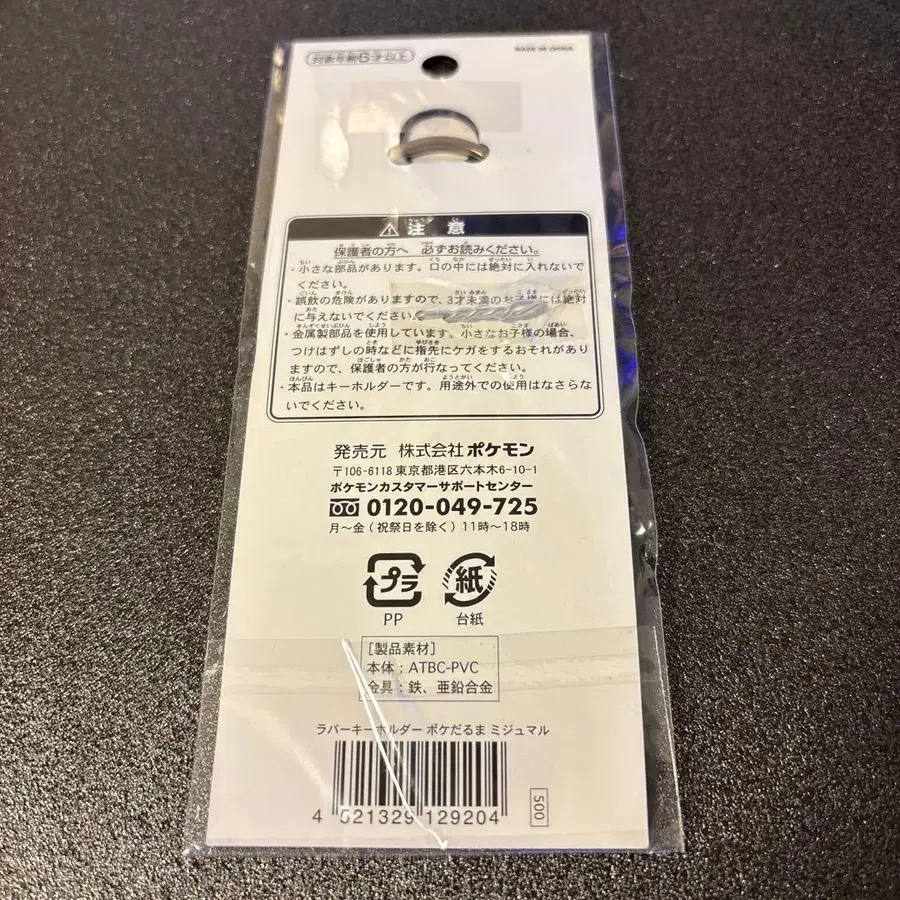 対象年齢6才以上
MADE IN CHINA
注意
保護者の方へ 必ずお読みください。
・小さな部品があります。口の中には絶対に入れないで
ください。
・誤飲の危険がありますので、3才未満のお子様には絶対
に与えないでください。
・金属製部品を使用しています。小さなお子様の場合、
つけはずしの時などに指先にケガをするおそれがあり
ますので、保護者の方が行なってください。
・本品はキーホルダーです。用途外での使用はなさらな
いでください。
発売元 株式会社 ポケモン
〒106-6118 東京都港区六本木6-10-1
ポケモンカスタマーサポートセンター
0120-049-725
月～金（祝祭日を除く）11時～18時
プラ 紙
PP 台紙
［製品素材］
本体：ATBC-PVC
金具：鉄、亜鉛合金
ラバーキーホルダー ポケだるま ミジュマル
4 521329 129204
500